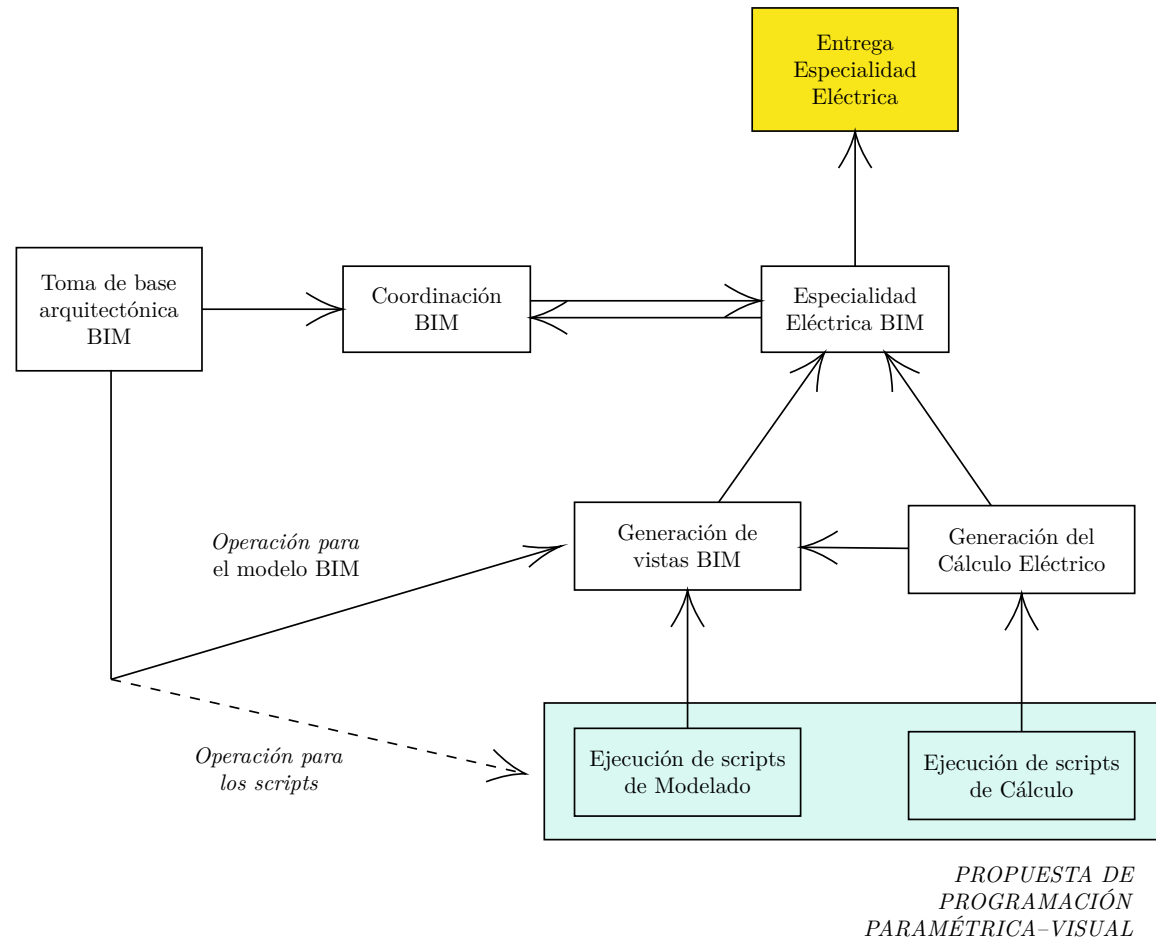 Entrega
Especialidad
Eléctrica
Toma de base
arquitectónica
BIM
Coordinación
BIM
Especialidad
Eléctrica BIM
Operación para
el modelo BIM
Generación de
vistas BIM
Generación del
Cálculo Eléctrico
Operación para
los scripts
Ejecución de scripts
de Modelado
Ejecución de scripts
de Cálculo
PROPUESTA DE
PROGRAMACIÓN
PARAMÉTRICA–VISUAL